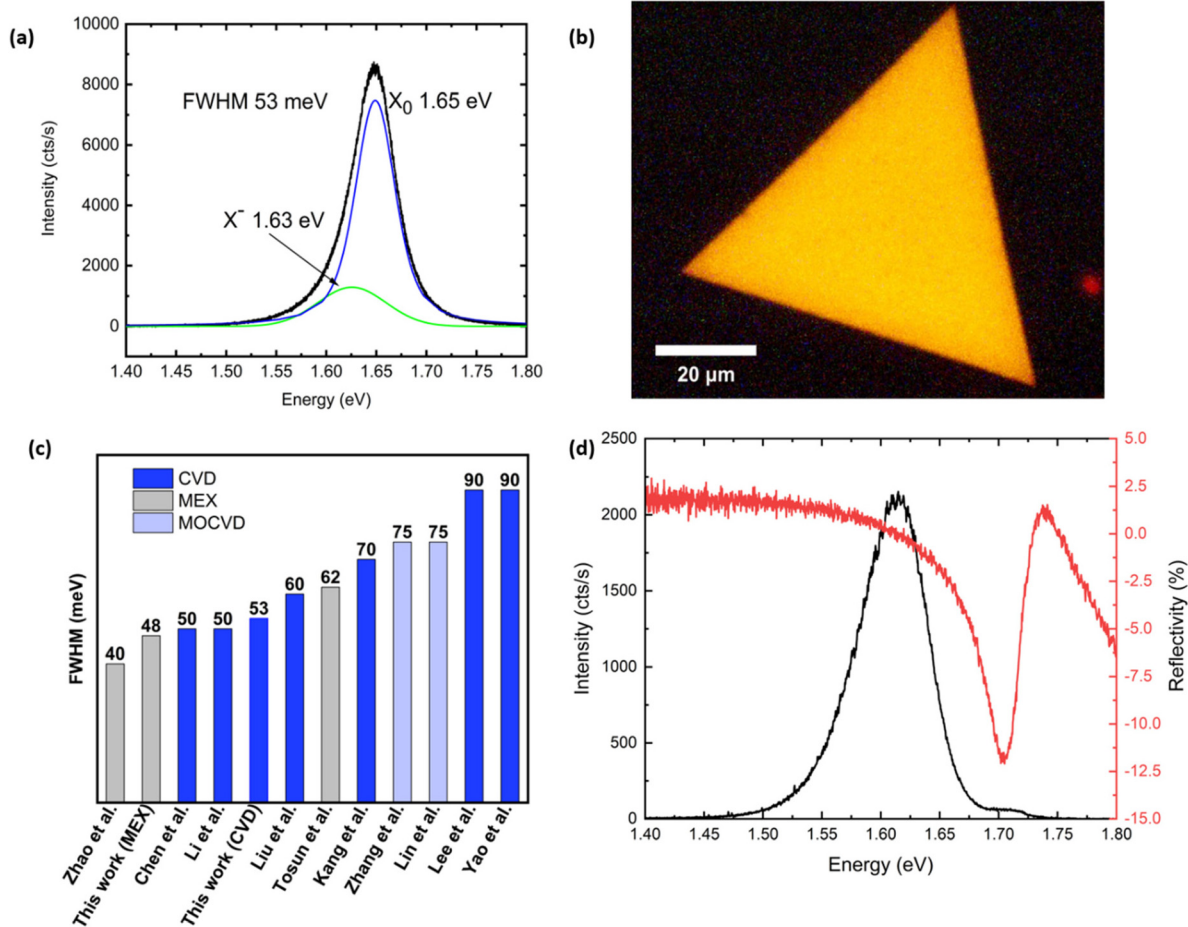 (a)
10000
8000
6000
4000
2000
0
Intensity (cts/s)
FWHM 53 meV
X0 1.65 eV
X- 1.63 eV
1.40 1.45 1.50 1.55 1.60 1.65 1.70 1.75 1.80
Energy (eV)
(b)
20 µm
(c)
CVD
MEX
MOCVD
FWHM (meV)
40 48 50 50 53 60 62 70 75 75 90 90
Zhao et al.
This work (MEX)
Chen et al.
Li et al.
This work (CVD)
Liu et al.
Tosun et al.
Kang et al.
Zhang et al.
Lin et al.
Lee et al.
Yao et al.
(d)
2500
2000
1500
1000
500
0
Intensity (cts/s)
5.0
2.5
0.0
-2.5
-5.0
-7.5
-10.0
-12.5
-15.0
Reflectivity (%)
1.40 1.45 1.50 1.55 1.60 1.65 1.70 1.75 1.80
Energy (eV)